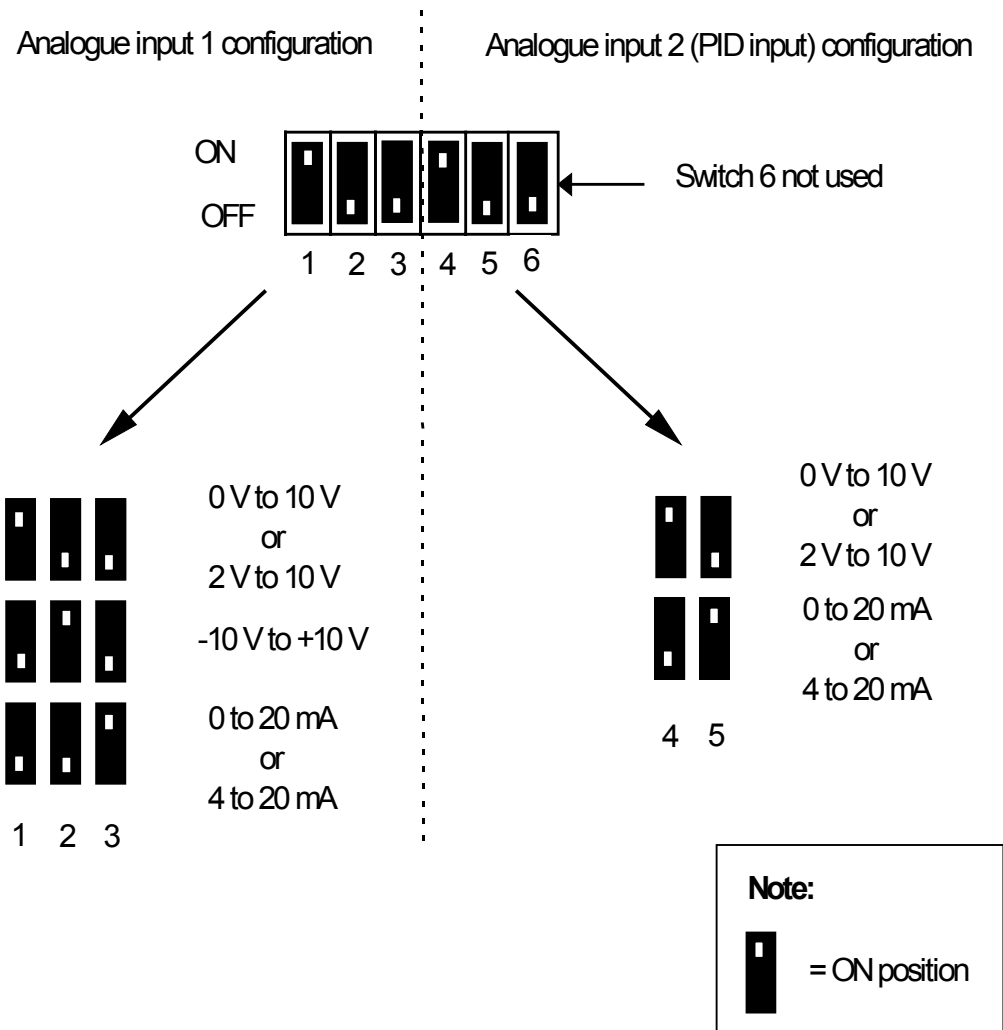 Analogue input 1 configuration
Analogue input 2 (PID input) configuration
ON
OFF
Switch 6 not used
1 2 3 4 5 6
0 V to 10 V
or
2 V to 10 V
-10 V to +10 V
0 to 20 mA
or
4 to 20 mA
1 2 3
0 V to 10 V
or
2 V to 10 V
0 to 20 mA
or
4 to 20 mA
4 5
Note:
= ON position